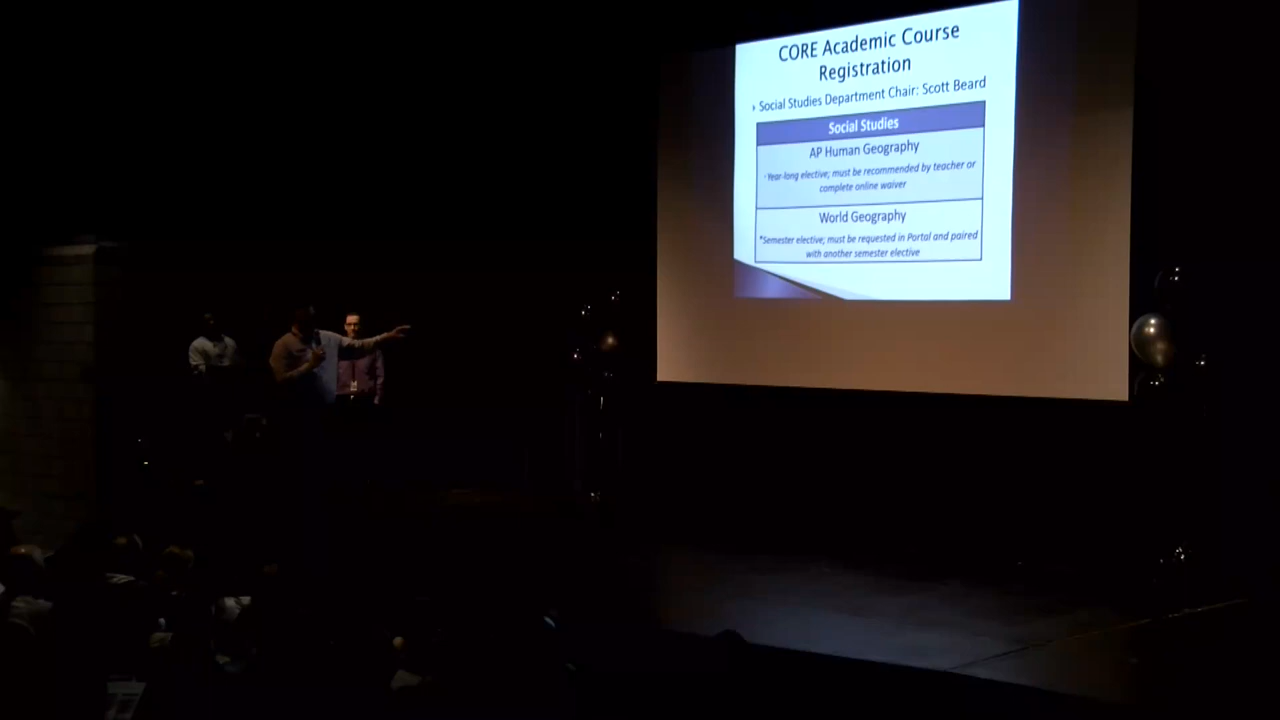 CORE Academic Course
Registration
Social Studies Department Chair: Scott Beard
Social Studies
AP Human Geography
Year-long elective; must be recommended by teacher or
complete online waiver
World Geography
*Semester elective; must be requested in Portal and paired
with another semester elective